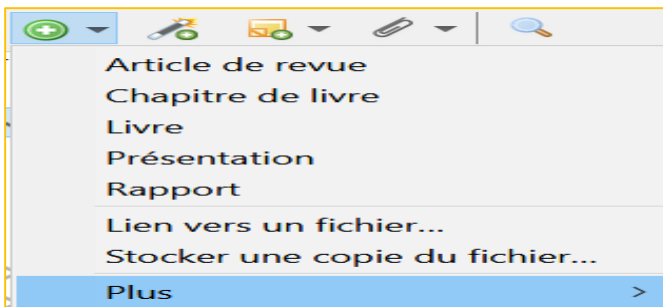 Article de revue
Chapitre de livre
Livre
Présentation
Rapport
Lien vers un fichier...
Stocker une copie du fichier...
Plus >